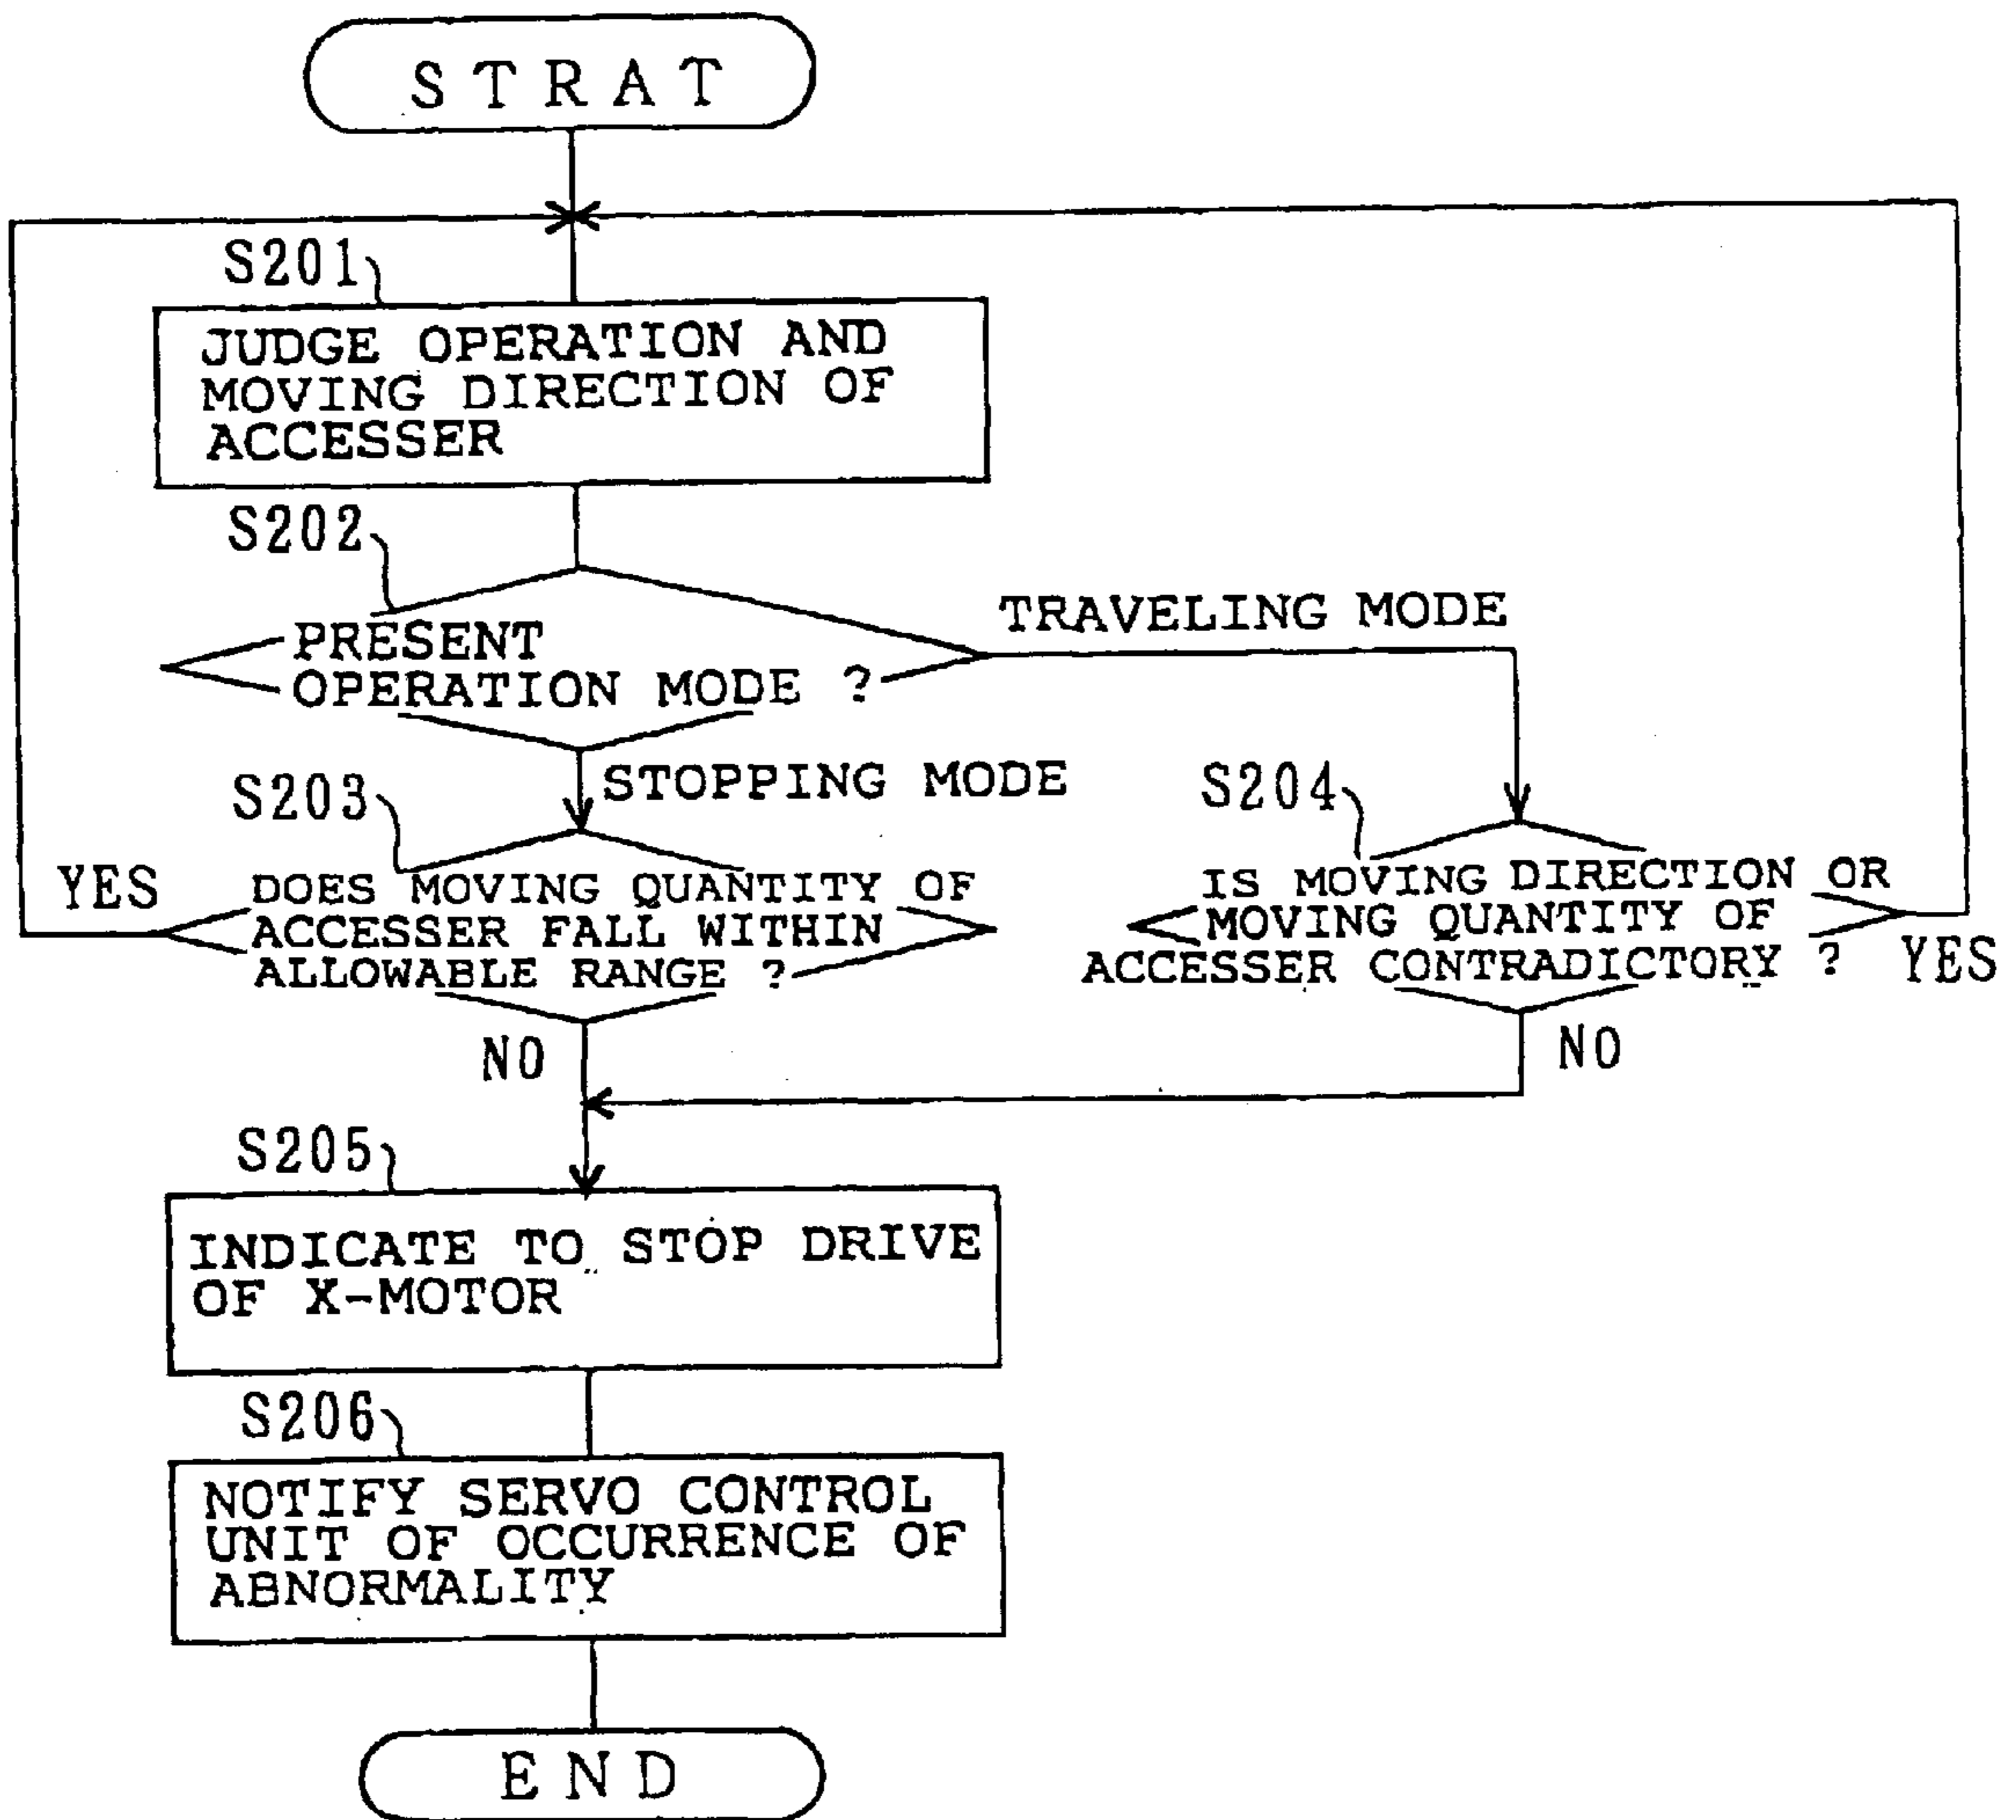 STRAT
S201
JUDGE OPERATION AND
MOVING DIRECTION OF
ACCESSER
S202
PRESENT
OPERATION MODE ?
TRAVELING MODE
STOPPING MODE
S203
YES
DOES MOVING QUANTITY OF
ACCESSER FALL WITHIN
ALLOWABLE RANGE ?
NO
S204
IS MOVING DIRECTION OR
MOVING QUANTITY OF
ACCESSER CONTRADICTORY ?
YES
NO
S205
INDICATE TO STOP DRIVE
OF X-MOTOR
S206
NOTIFY SERVO CONTROL
UNIT OF OCCURRENCE OF
ABNORMALITY
END